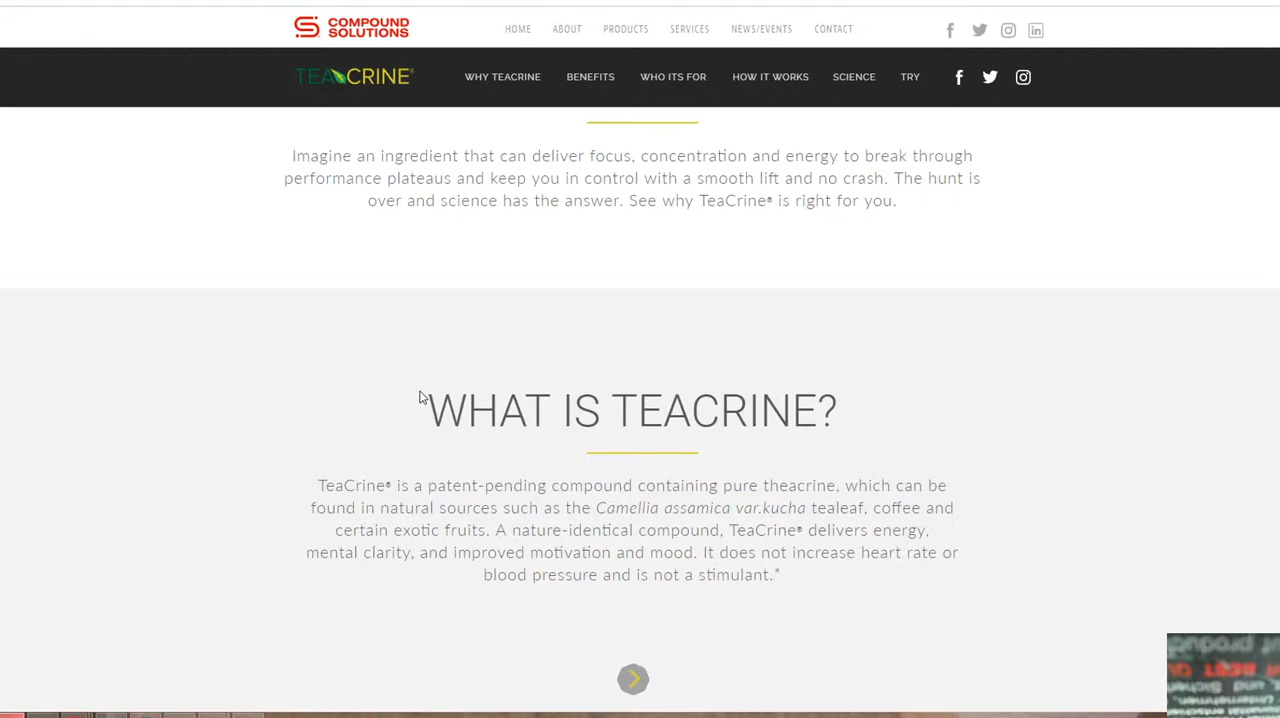 COMPOUND
SOLUTIONS
HOME ABOUT PRODUCTS SERVICES NEWS/EVENTS CONTACT
TEACRINE® WHY TEACRINE BENEFITS WHO ITS FOR HOW IT WORKS SCIENCE TRY
Imagine an ingredient that can deliver focus, concentration and energy to break through
performance plateaus and keep you in control with a smooth lift and no crash. The hunt is
over and science has the answer. See why TeaCrine® is right for you.
WHAT IS TEACRINE?
TeaCrine® is a patent-pending compound containing pure theacrine, which can be
found in natural sources such as the Camellia assamica var.kucha tealeaf, coffee and
certain exotic fruits. A nature-identical compound, TeaCrine® delivers energy,
mental clarity, and improved motivation and mood. It does not increase heart rate or
blood pressure and is not a stimulant.*